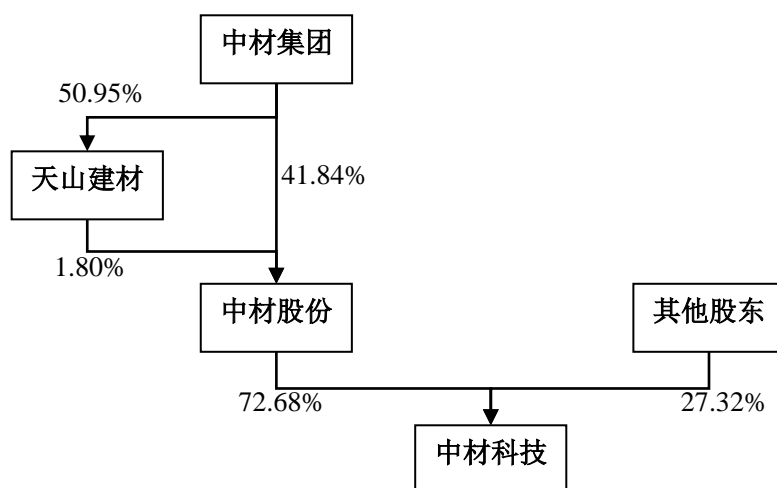 中材集团
50.95%
天山建材
41.84%
1.80%
中材股份
其他股东
72.68%
27.32%
中材科技